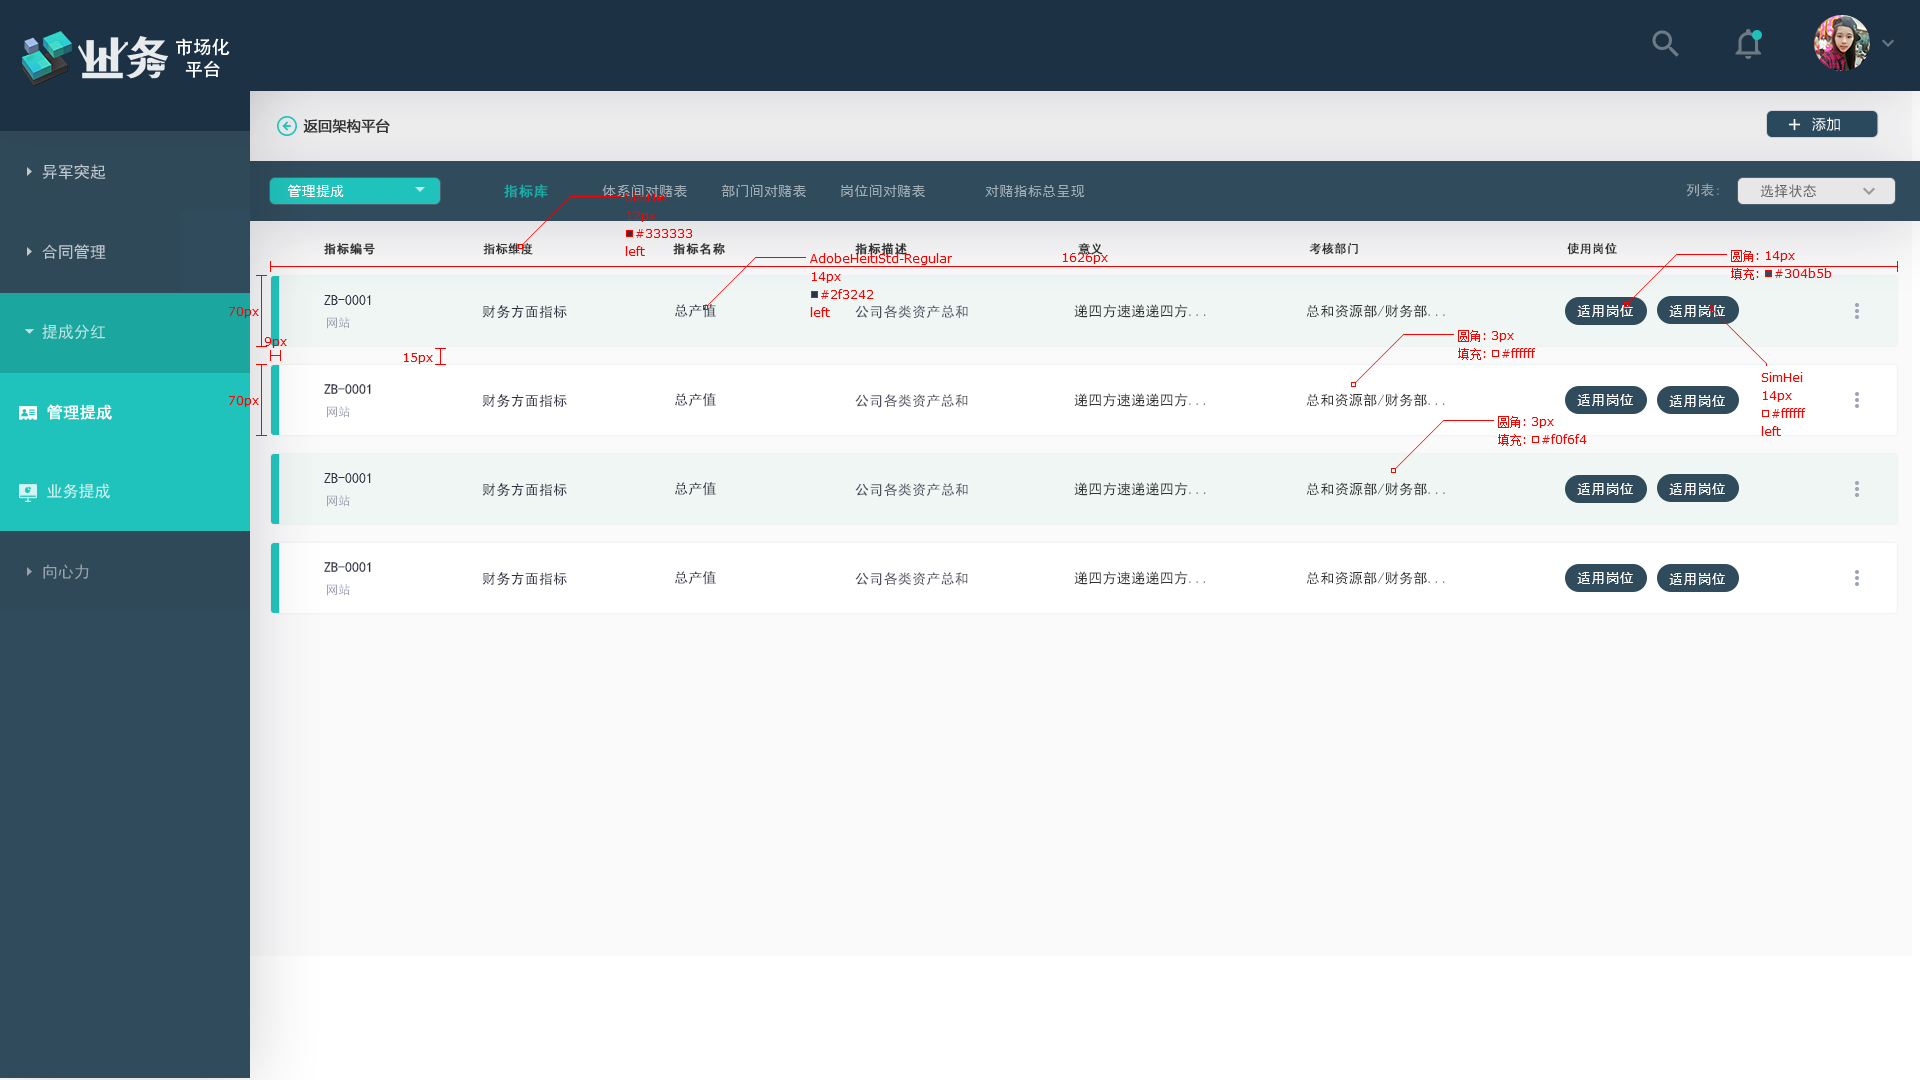 业务 市场化
平台
返回架构平台
+ 添加
异军突起
合同管理
提成分红
管理提成
业务提成
向心力
管理提成
指标库
体系间对赌表
部门间对赌表
岗位间对赌表
对赌指标总呈现
列表：
选择状态
#333333
left
指标编号
指标维度
指标名称
指标描述
意义
考核部门
使用岗位
1626px
AdobeHeitiStd-Regular
14px
#2f3242
left
圆角: 14px
填充: #304b5b
70px
ZB-0001
网站
财务方面指标
总产值
公司各类资产总和
递四方速递递四方...
总和资源部/财务部...
适用岗位
适用岗位
9px
15px
圆角: 3px
填充: #ffffff
70px
ZB-0001
网站
财务方面指标
总产值
公司各类资产总和
递四方速递递四方...
总和资源部/财务部...
适用岗位
适用岗位
SimHei
14px
#ffffff
left
圆角: 3px
填充: #f0f6f4
ZB-0001
网站
财务方面指标
总产值
公司各类资产总和
递四方速递递四方...
总和资源部/财务部...
适用岗位
适用岗位
ZB-0001
网站
财务方面指标
总产值
公司各类资产总和
递四方速递递四方...
总和资源部/财务部...
适用岗位
适用岗位